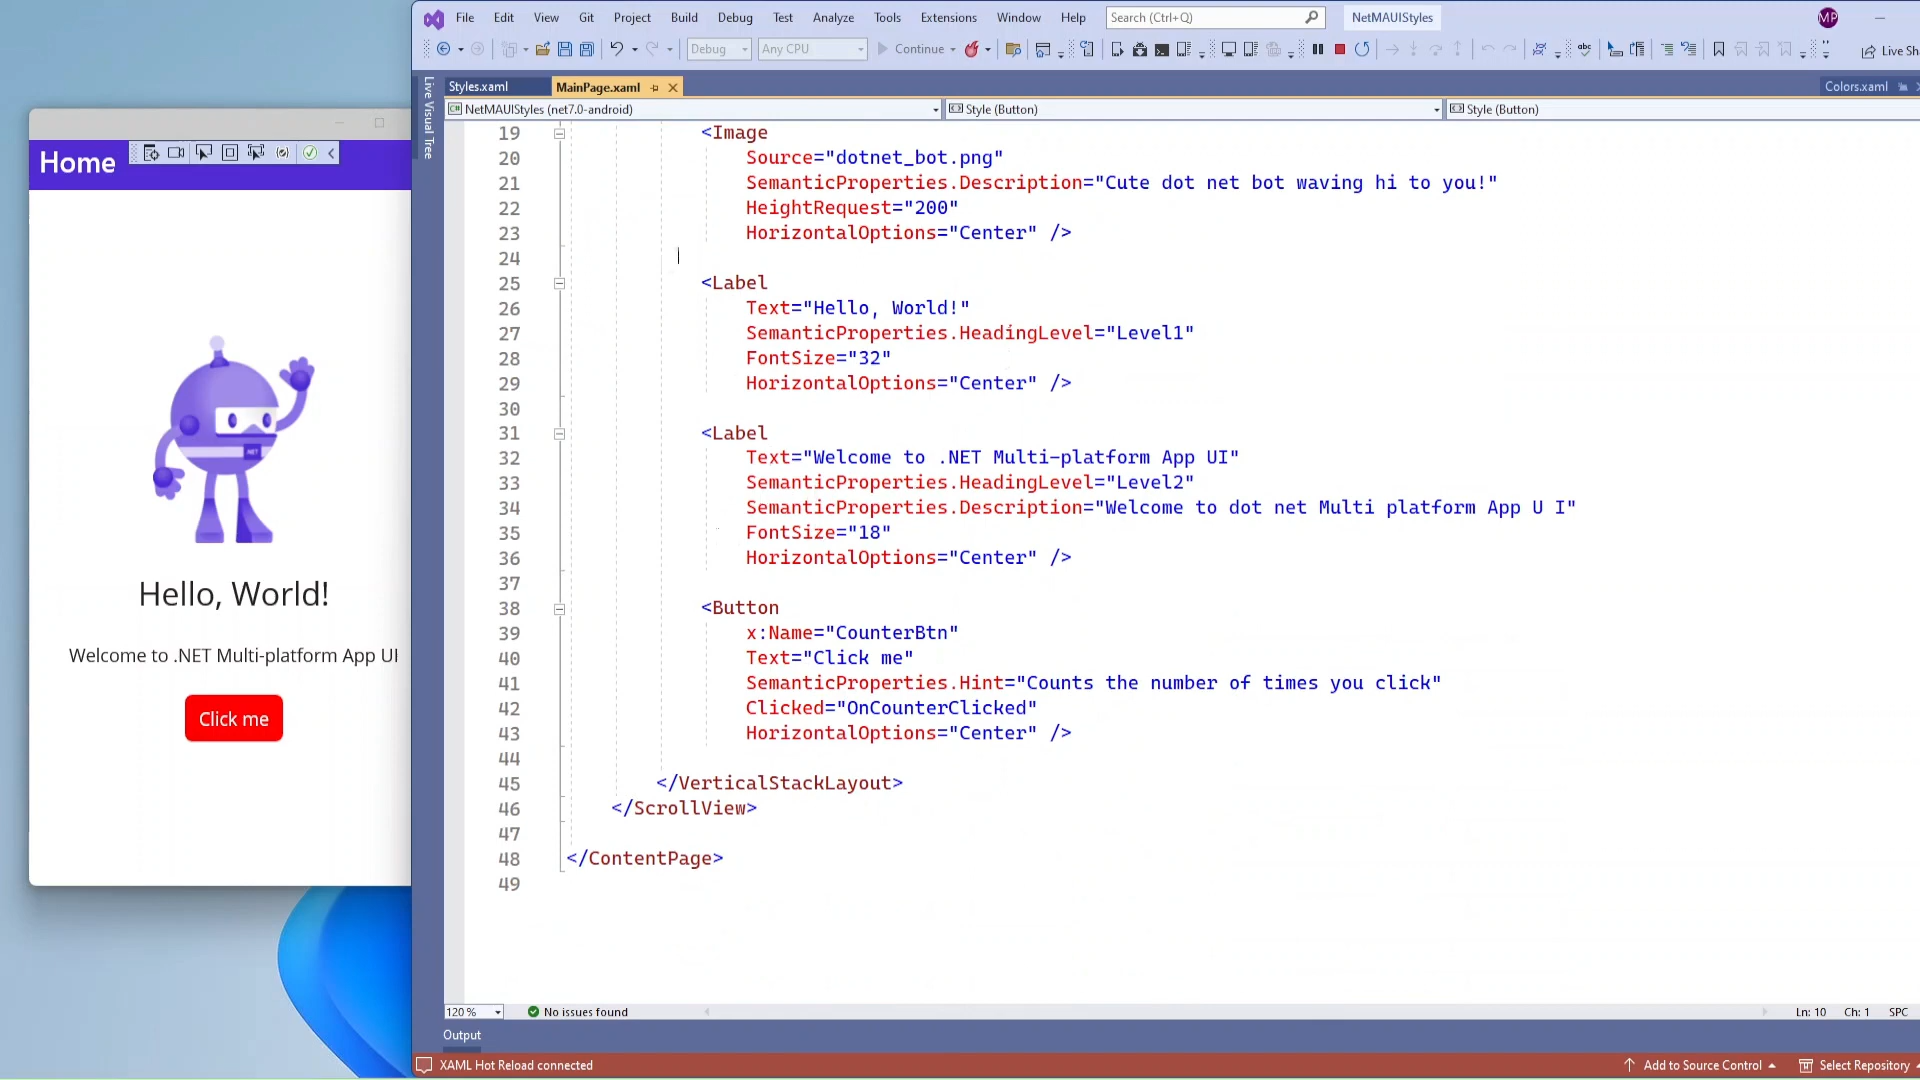 File Edit View Git Project Build Debug Test Analyze Tools Extensions Window Help Search (Ctrl+Q) NetMAUIStyles MP
Debug Any CPU Continue Live Sha
Styles.xaml MainPage.xaml Colors.xaml
NetMAUIStyles (net7.0-android) Style (Button) Style (Button)
Live Visual Tree
Home
Hello, World!
Welcome to .NET Multi-platform App UI
Click me
19 <Image
20 Source="dotnet_bot.png"
21 SemanticProperties.Description="Cute dot net bot waving hi to you!"
22 HeightRequest="200"
23 HorizontalOptions="Center" />
24
25 <Label
26 Text="Hello, World!"
27 SemanticProperties.HeadingLevel="Level1"
28 FontSize="32"
29 HorizontalOptions="Center" />
30
31 <Label
32 Text="Welcome to .NET Multi-platform App UI"
33 SemanticProperties.HeadingLevel="Level2"
34 SemanticProperties.Description="Welcome to dot net Multi platform App U I"
35 FontSize="18"
36 HorizontalOptions="Center" />
37
38 <Button
39 x:Name="CounterBtn"
40 Text="Click me"
41 SemanticProperties.Hint="Counts the number of times you click"
42 Clicked="OnCounterClicked"
43 HorizontalOptions="Center" />
44
45 </VerticalStackLayout>
46 </ScrollView>
47
48 </ContentPage>
49
120 % No issues found Ln: 10 Ch: 1 SPC
Output
XAML Hot Reload connected Add to Source Control Select Repository